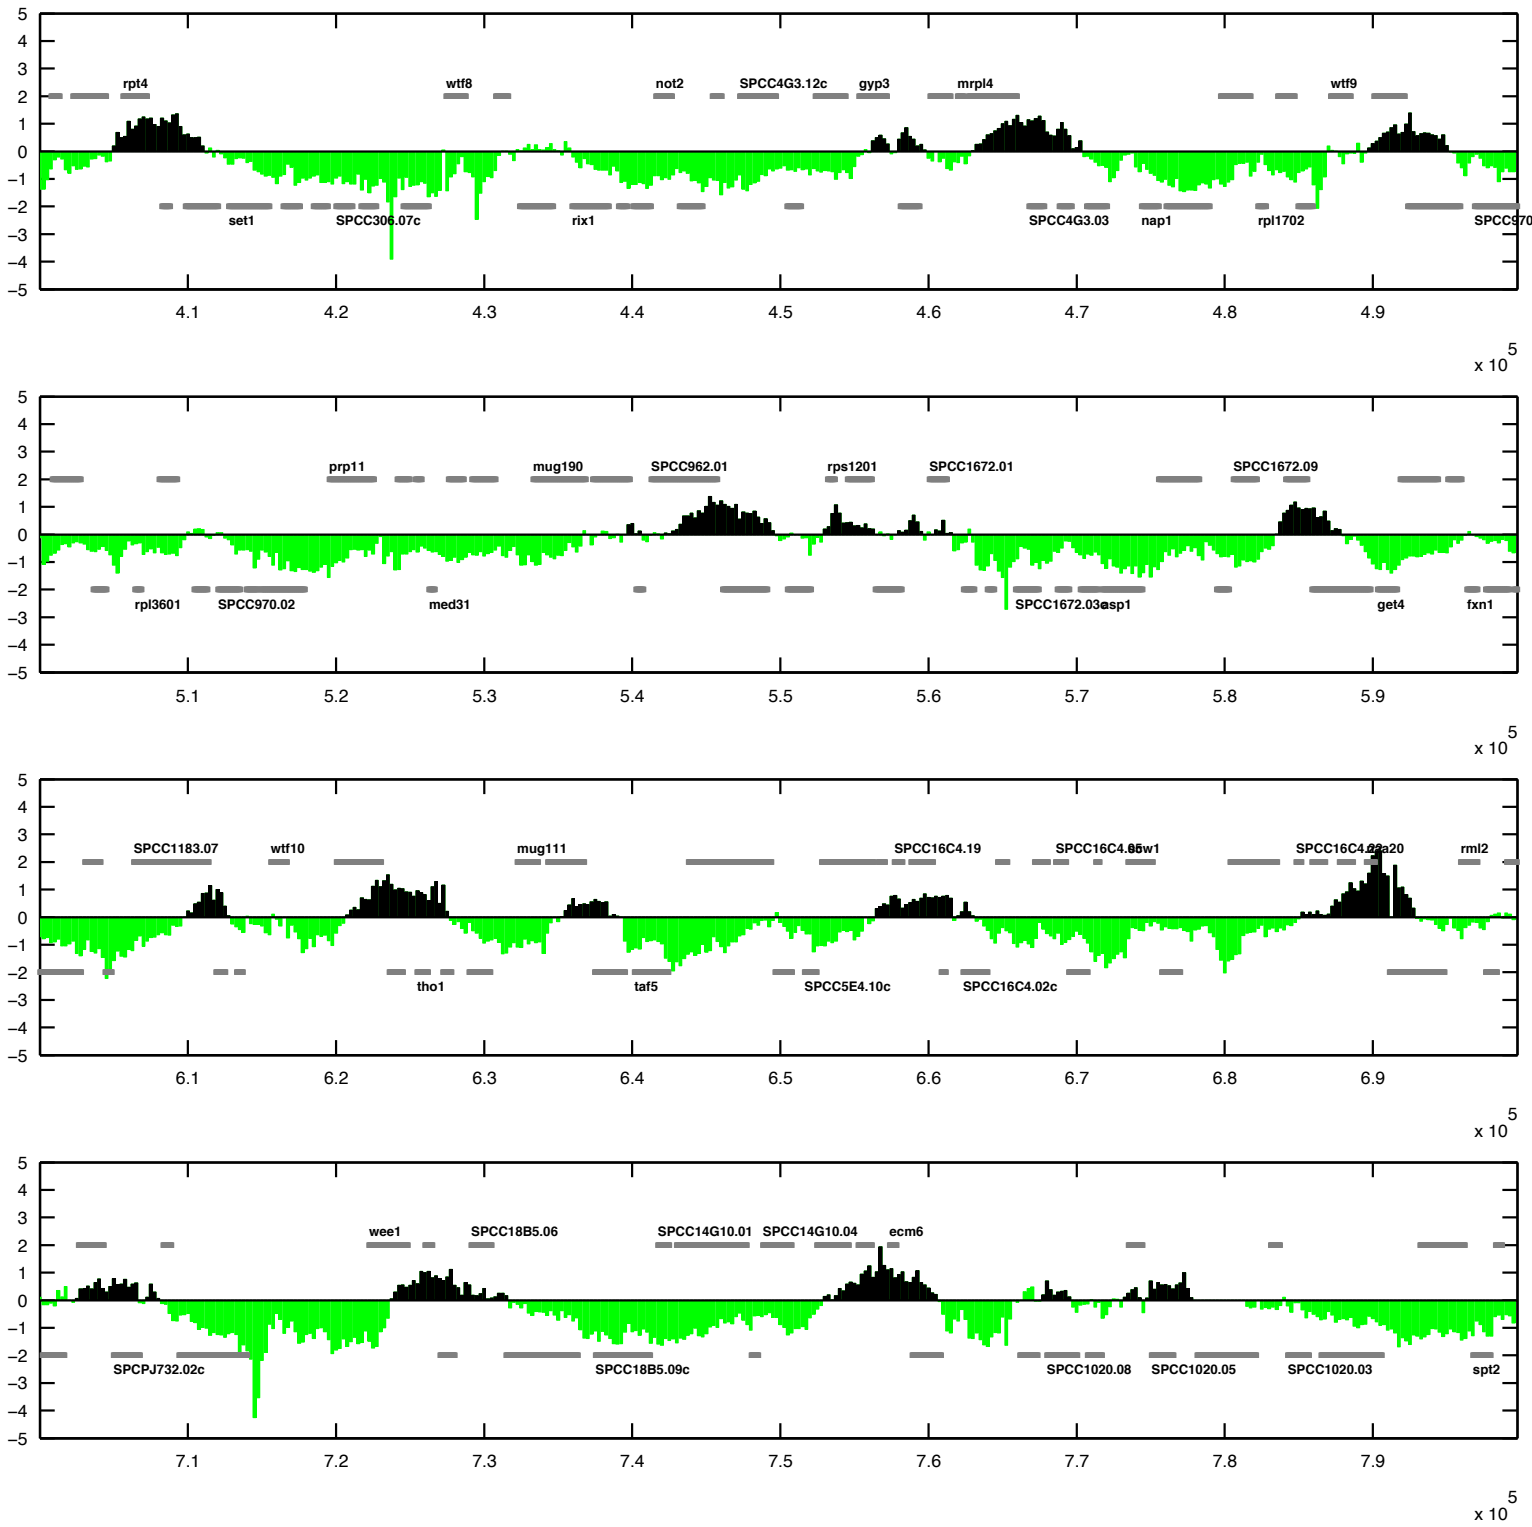 5
4
3
2
1
0
−1
−2
−3
−4
−5
rpt4 wtf8 not2 SPCC4G3.12c gyp3 mrpl4 wtf9
set1 SPCC306.07c rix1 SPCC4G3.03 nap1 rpl1702 SPCC970
4.1 4.2 4.3 4.4 4.5 4.6 4.7 4.8 4.9
x 10^5
5
4
3
2
1
0
−1
−2
−3
−4
−5
prp11 mug190 SPCC962.01 rps1201 SPCC1672.01 SPCC1672.09
rpl3601 SPCC970.02 med31 SPCC1672.03c asp1 get4 fxn1
5.1 5.2 5.3 5.4 5.5 5.6 5.7 5.8 5.9
x 10^5
5
4
3
2
1
0
−1
−2
−3
−4
−5
SPCC1183.07 wtf10 mug111 SPCC16C4.19 rml2
tho1 taf5 SPCC5E4.10c SPCC16C4.02c
6.1 6.2 6.3 6.4 6.5 6.6 6.7 6.8 6.9
x 10^5
5
4
3
2
1
0
−1
−2
−3
−4
−5
wee1 SPCC18B5.06 SPCC14G10.01 SPCC14G10.04 ecm6
SPCPJ732.02c SPCC18B5.09c SPCC1020.08 SPCC1020.05 SPCC1020.03 spt2
7.1 7.2 7.3 7.4 7.5 7.6 7.7 7.8 7.9
x 10^5